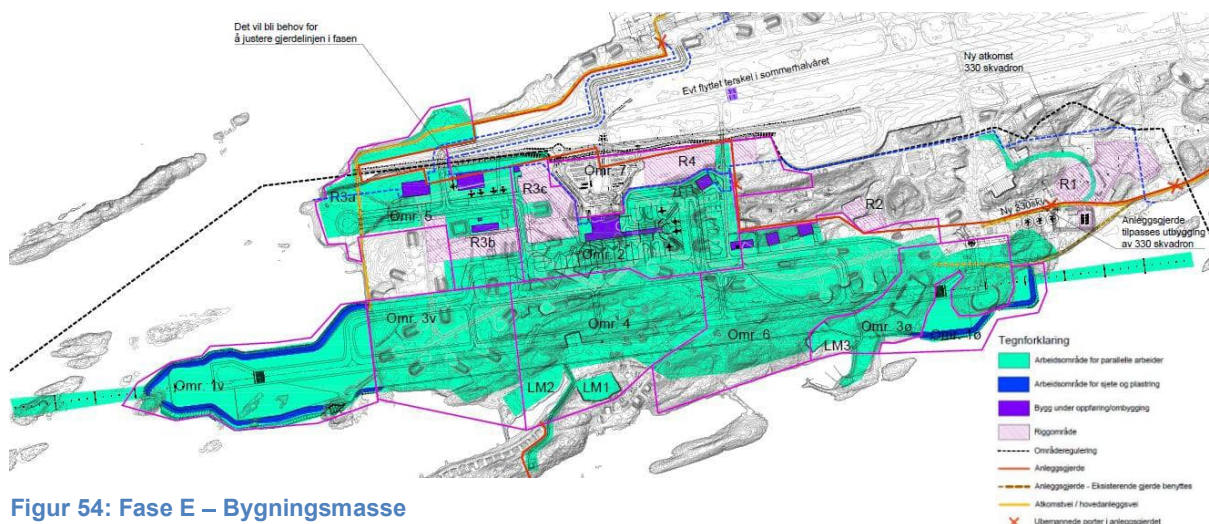 Det vil bli behov for
å justere gjerdelinjen i fasen
Ny atkomst
330 skvadron
Evt flyttet terskel i sommerhalvåret
R4
Omr. 7
R3c
R3a
Omr. 5
R1
R2
Ny 330skv
R3b
Omr. 2
Anleggsgjerde
tilpasses utbygging
av 330 skvadron
Omr. 3v
Omr. 4
Omr. 6
Omr. 3ø
Omr. 1ø
LM3
Omr. 1v
LM2
LM1
Tegnforklaring
Arbeidsområde for parallelle arbeider
Arbeidsområde for sjete og plastring
Bygg under oppføring/ombygging
Riggområde
Områderegulering
Anleggsgjerde
Anleggsgjerde - Eksisterende gjerde benyttes
Atkomstvei / hovedanleggsvei
Ubemannede porter i anleggsgjerdet
Figur 54: Fase E – Bygningsmasse